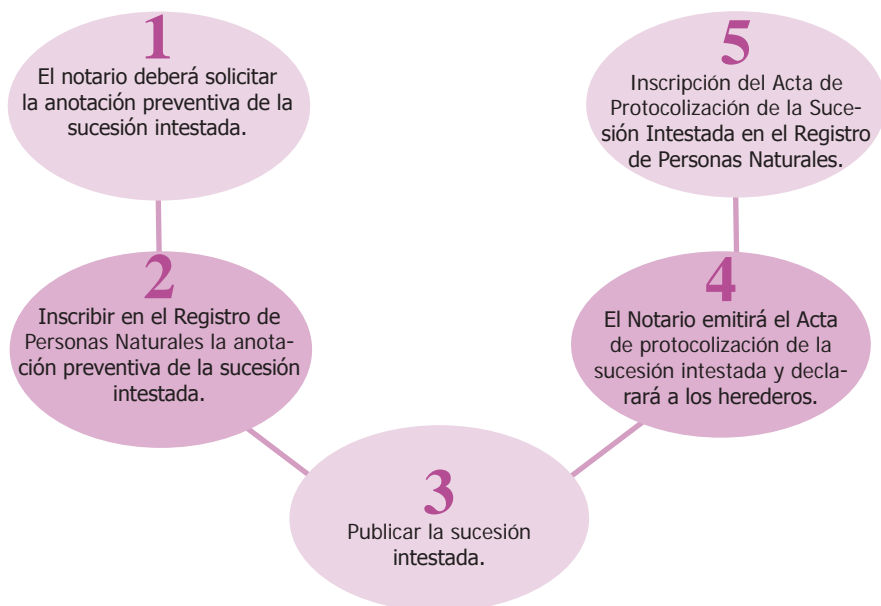 1
El notario deberá solicitar
la anotación preventiva de la
sucesión intestada.
2
Inscribir en el Registro de
Personas Naturales la anota-
ción preventiva de la sucesión
intestada.
3
Publicar la sucesión
intestada.
4
El Notario emitirá el Acta
de protocolización de la
sucesión intestada y decla-
rará a los herederos.
5
Inscripción del Acta de
Protocolización de la Suce-
sión Intestada en el Registro
de Personas Naturales.